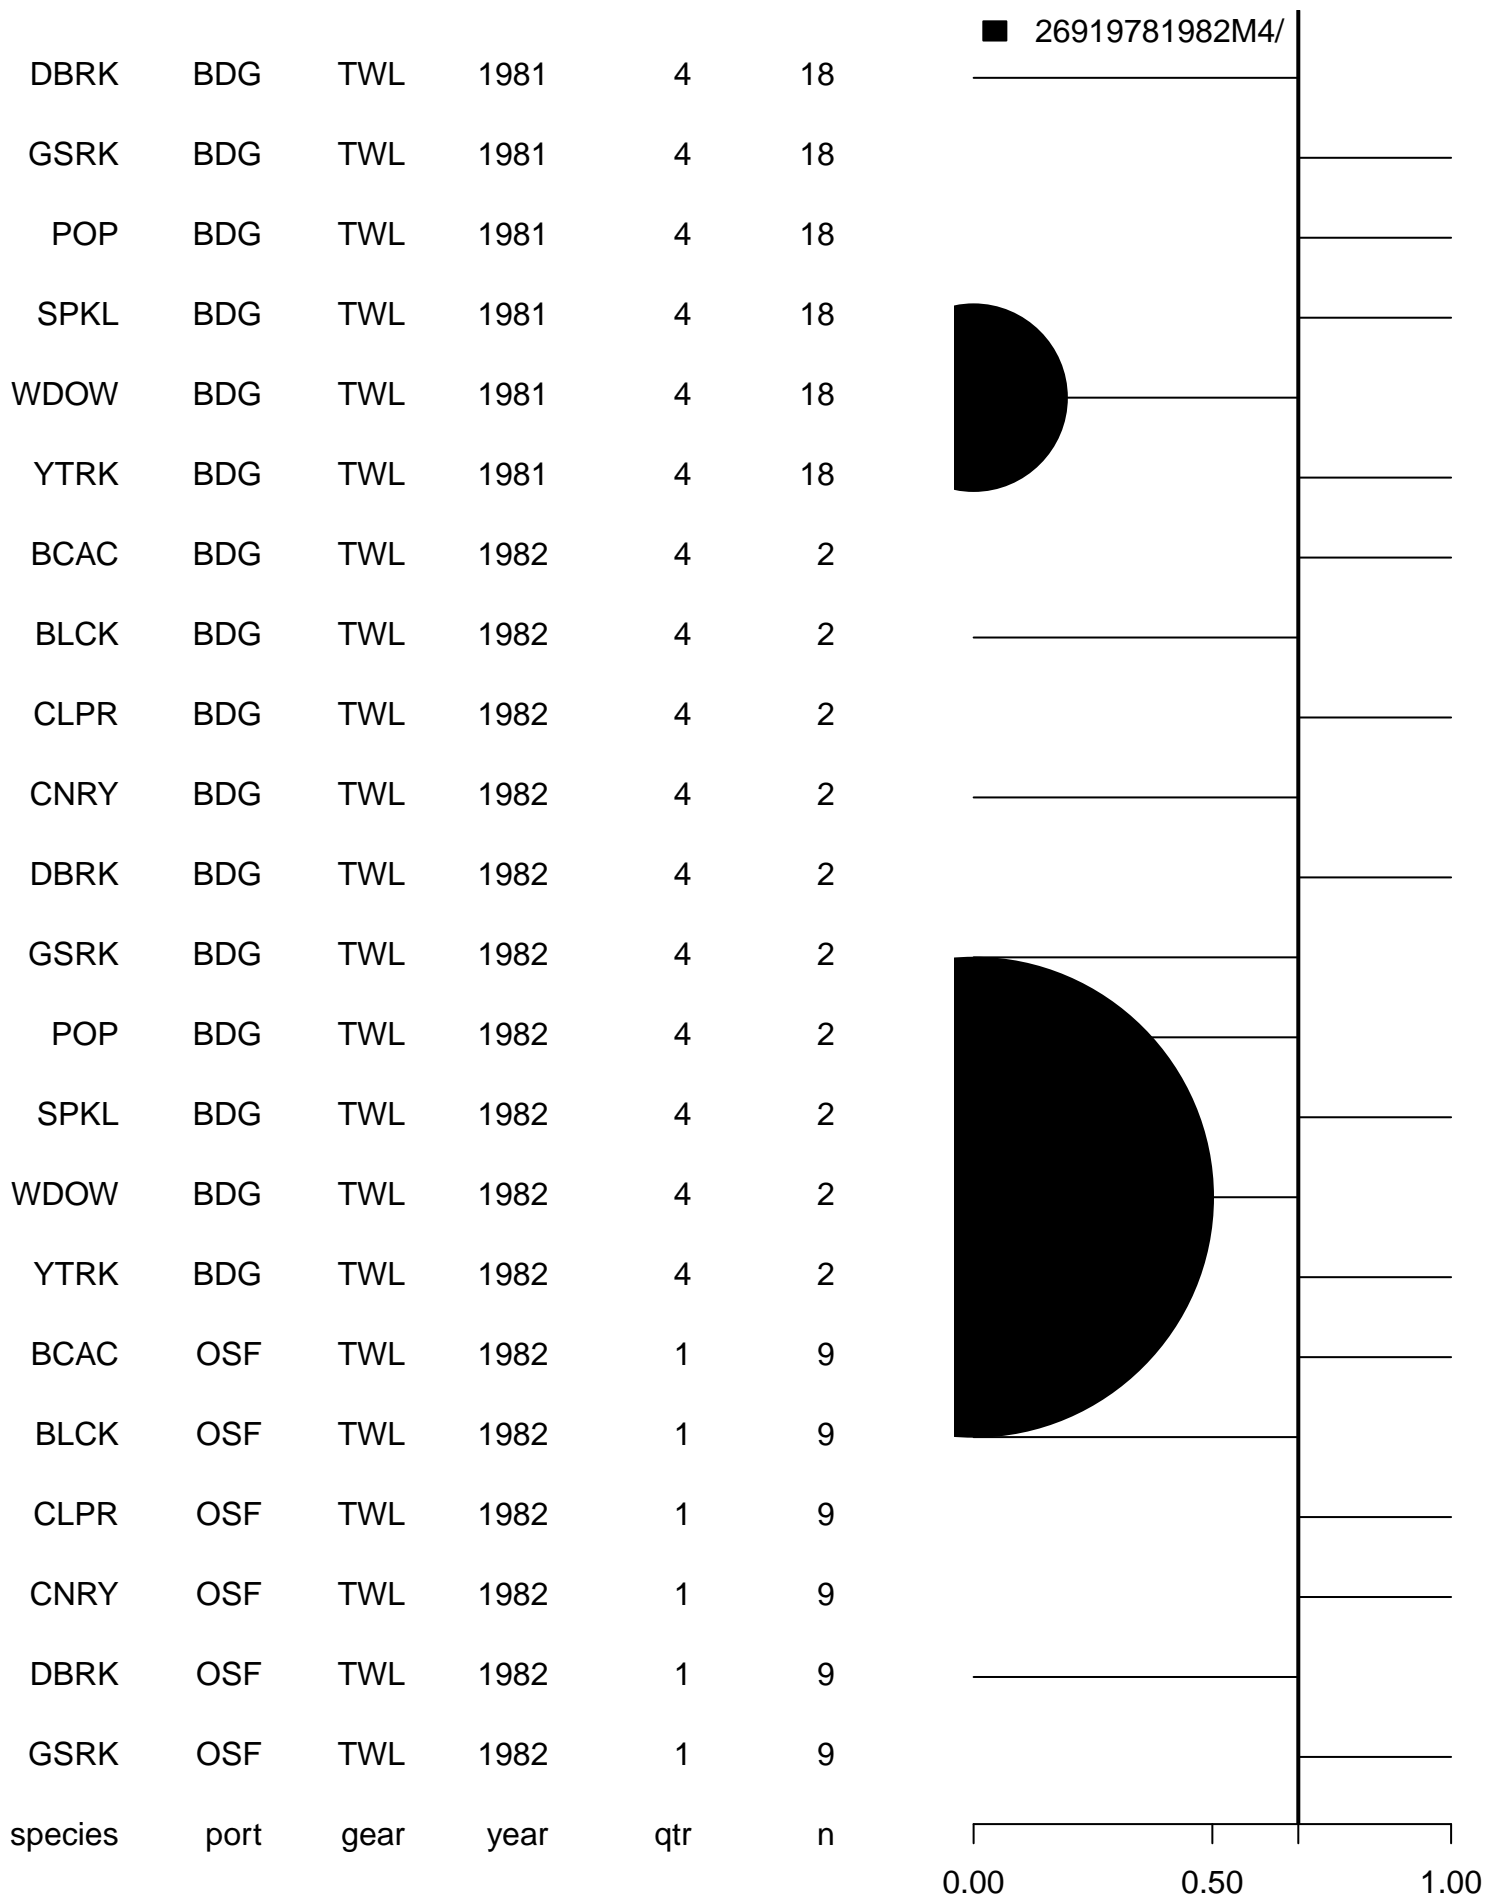 26919781982M4/
DBRK BDG TWL 1981 4 18
GSRK BDG TWL 1981 4 18
POP BDG TWL 1981 4 18
SPKL BDG TWL 1981 4 18
WDOW BDG TWL 1981 4 18
YTRK BDG TWL 1981 4 18
BCAC BDG TWL 1982 4 2
BLCK BDG TWL 1982 4 2
CLPR BDG TWL 1982 4 2
CNRY BDG TWL 1982 4 2
DBRK BDG TWL 1982 4 2
GSRK BDG TWL 1982 4 2
POP BDG TWL 1982 4 2
SPKL BDG TWL 1982 4 2
WDOW BDG TWL 1982 4 2
YTRK BDG TWL 1982 4 2
BCAC OSF TWL 1982 1 9
BLCK OSF TWL 1982 1 9
CLPR OSF TWL 1982 1 9
CNRY OSF TWL 1982 1 9
DBRK OSF TWL 1982 1 9
GSRK OSF TWL 1982 1 9
species port gear year qtr n
0.00 0.50 1.00